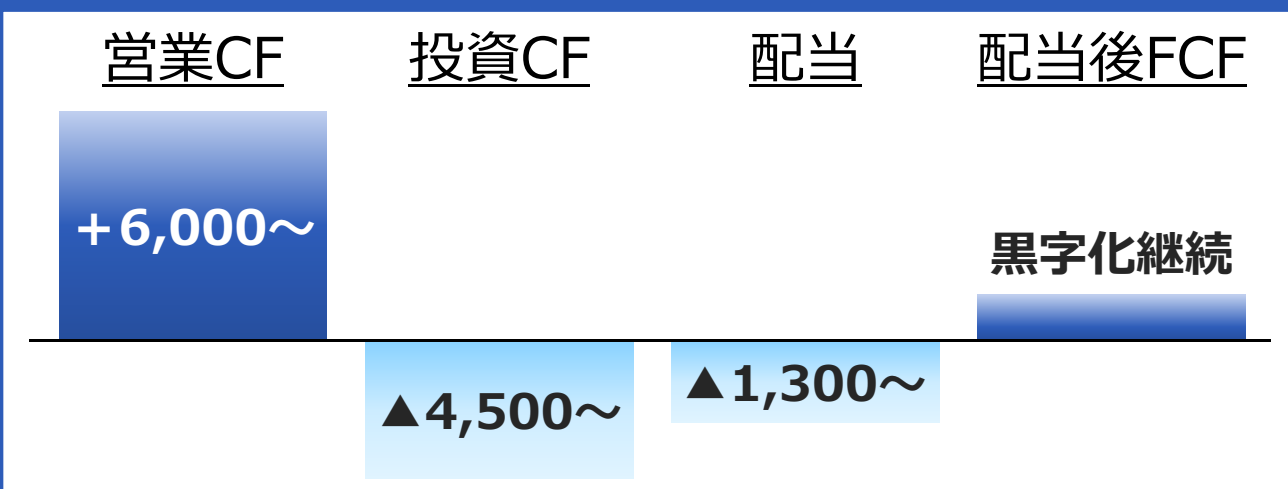 営業CF
投資CF
配当
配当後FCF
+6,000～
▲4,500～
▲1,300～
黒字化継続